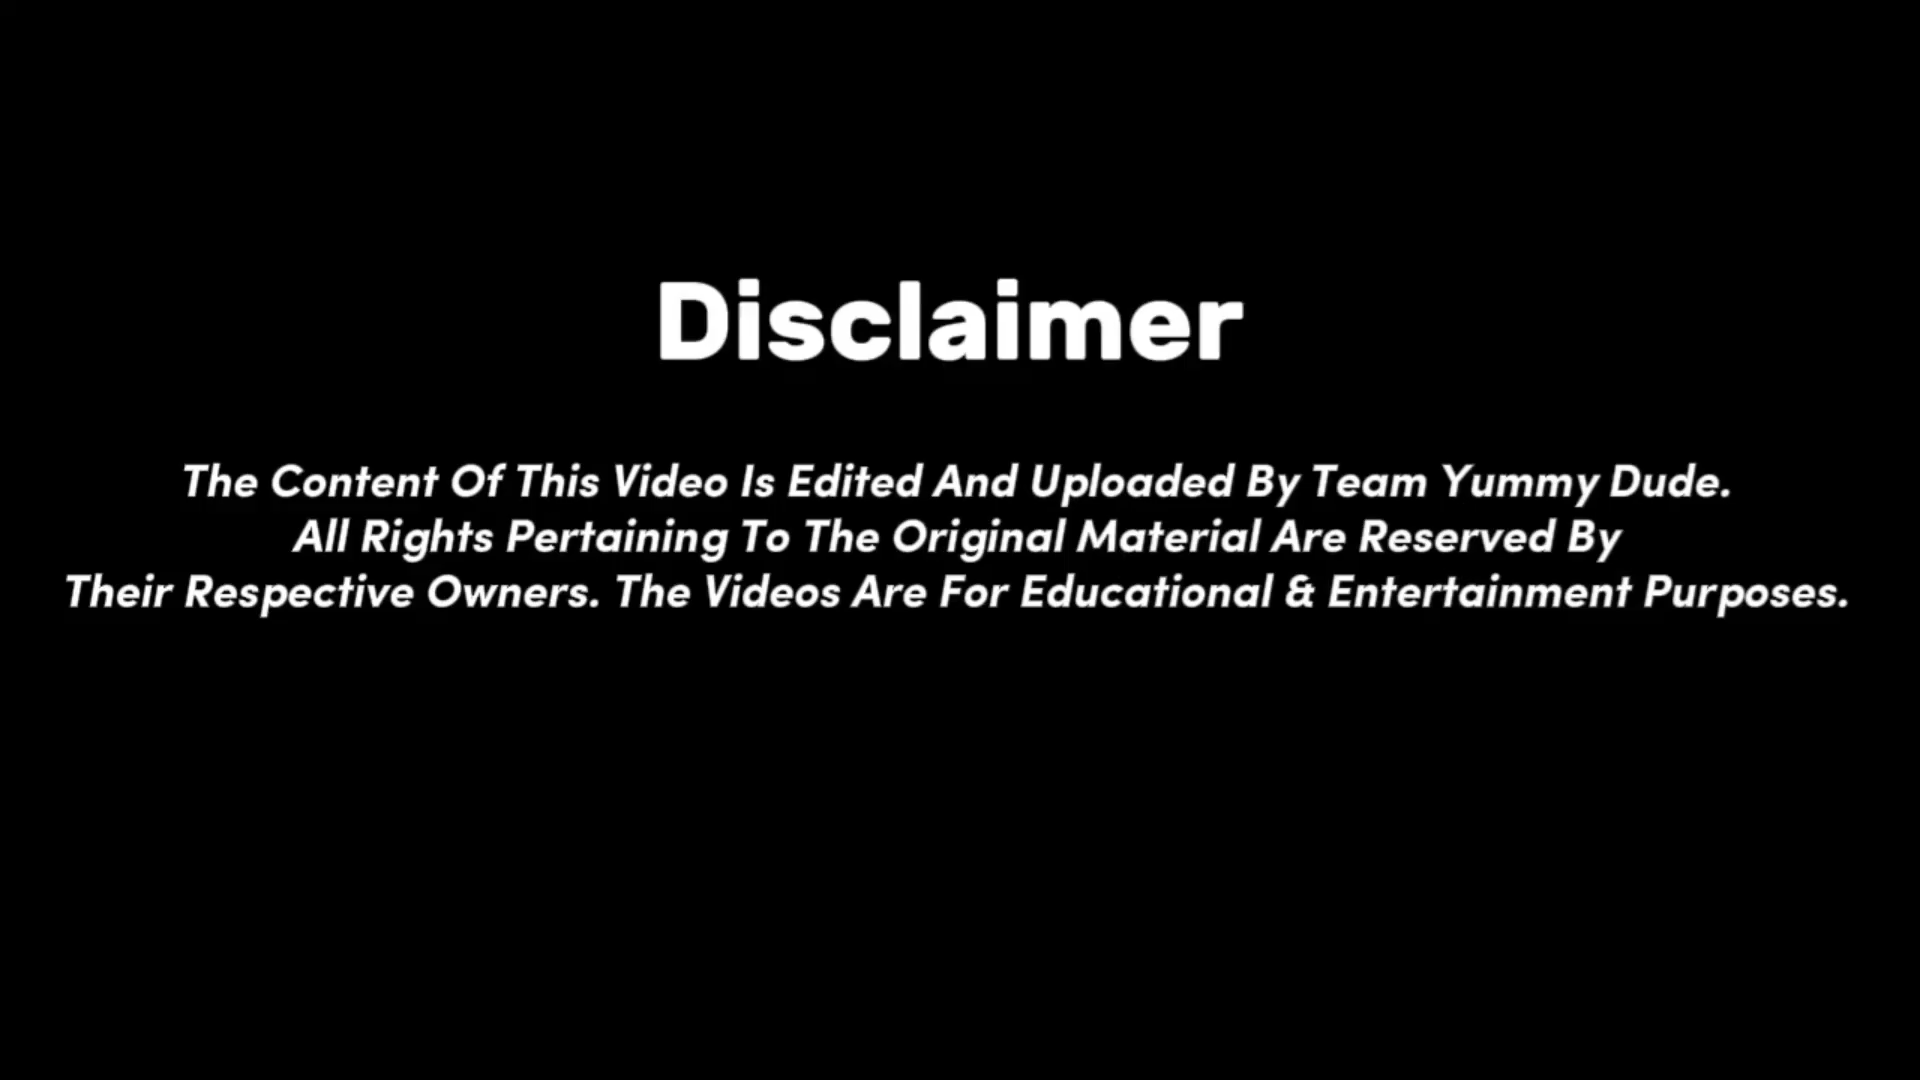 Disclaimer
The Content Of This Video Is Edited And Uploaded By Team Yummy Dude.
All Rights Pertaining To The Original Material Are Reserved By
Their Respective Owners. The Videos Are For Educational & Entertainment Purposes.